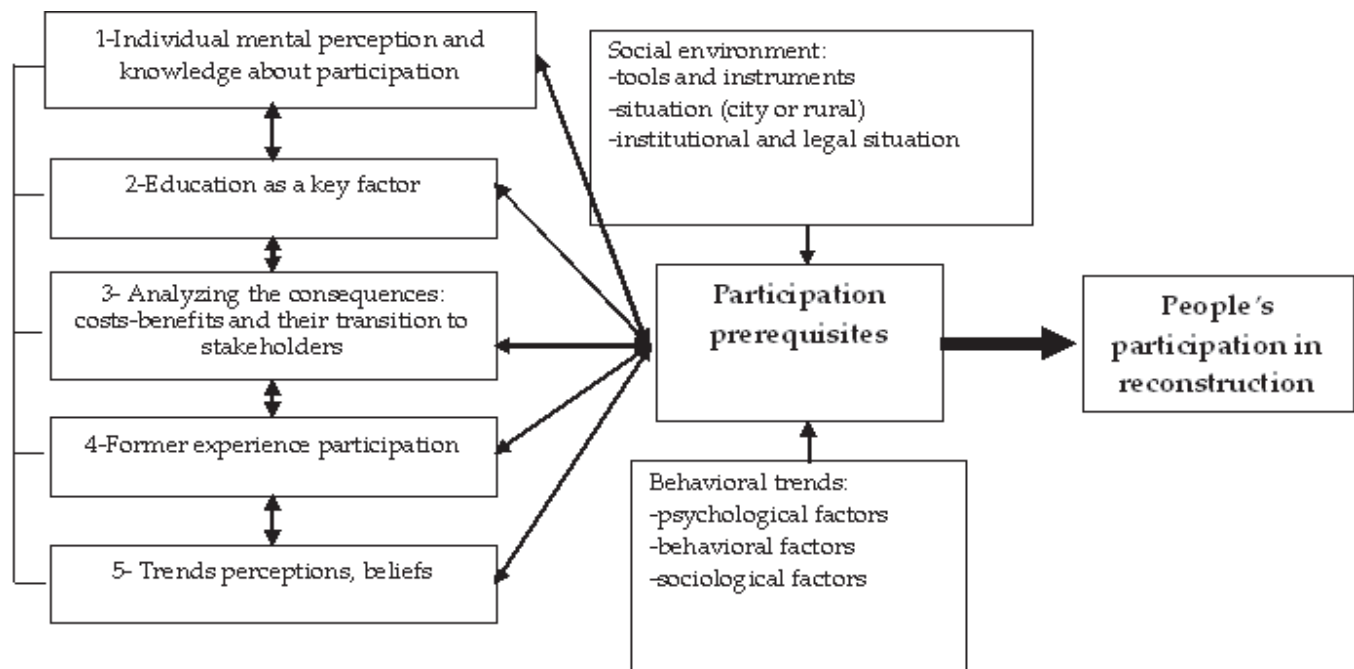 1-Individual mental perception and
knowledge about participation
2-Education as a key factor
3- Analyzing the consequences:
costs-benefits and their transition to
stakeholders
4-Former experience participation
5- Trends perceptions, beliefs
Social environment:
-tools and instruments
-situation (city or rural)
-institutional and legal situation
Participation
prerequisites
Behavioral trends:
-psychological factors
-behavioral factors
-sociological factors
People´s
participation in
reconstruction